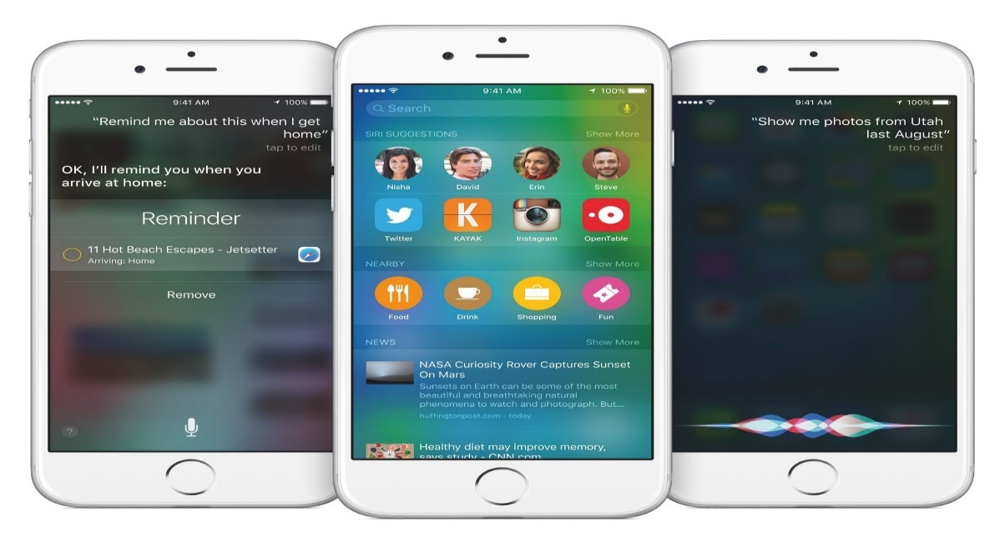 9:41 AM
100%
“Remind me about this when I get
home”
tap to edit
OK, I’ll remind you when you
arrive at home:
Reminder
11 Hot Beach Escapes - Jetsetter
Arriving: Home
Remove
?
9:41 AM
100%
Search
SIRI SUGGESTIONS
Show More
Nisha
David
Erin
Steve
K
Twitter
KAYAK
Instagram
OpenTable
NEARBY
Show More
Food
Drink
Shopping
Fun
NEWS
Show More
NASA Curiosity Rover Captures Sunset
On Mars
Sunsets on Earth can be some of the most
beautiful and breathtaking natural
phenomena to watch and photograph. But...
huffingtonpost.com - today
Healthy diet may improve memory,
says study - CNN.com
9:41 AM
100%
“Show me photos from Utah
last August”
tap to edit